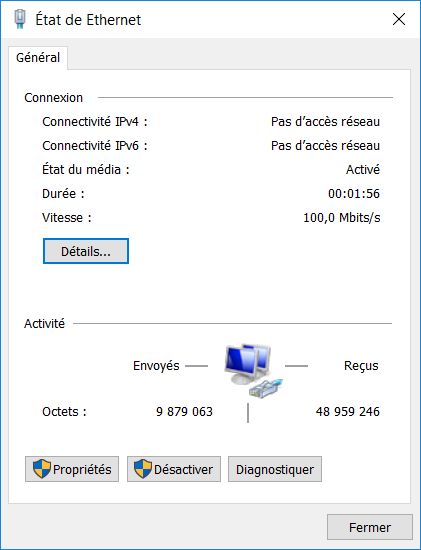 État de Ethernet
Général
Connexion
Connectivité IPv4 : Pas d'accès réseau
Connectivité IPv6 : Pas d'accès réseau
État du média : Activé
Durée : 00:01:56
Vitesse : 100,0 Mbits/s
Détails...
Activité
Envoyés Reçus
Octets : 9 879 063 48 959 246
Propriétés Désactiver Diagnostiquer
Fermer